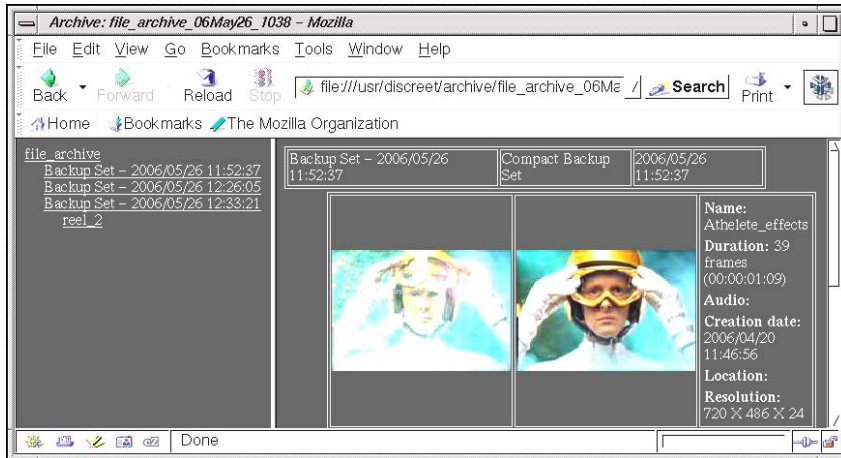 Archive: file_archive_06May26_1038 – Mozilla
File Edit View Go Bookmarks Tools Window Help
Back Forward Reload Stop file:///usr/discreet/archive/file_archive_06Ma Search Print
Home Bookmarks The Mozilla Organization
file_archive
Backup Set – 2006/05/26 11:52:37
Backup Set – 2006/05/26 12:26:05
Backup Set – 2006/05/26 12:33:21
reel_2
Backup Set – 2006/05/26
11:52:37
Compact Backup
Set
2006/05/26
11:52:37
Name:
Athelete_effects
Duration: 39
frames
(00:00:01:09)
Audio:
Creation date:
2006/04/20
11:46:56
Location:
Resolution:
720 X 486 X 24
Done